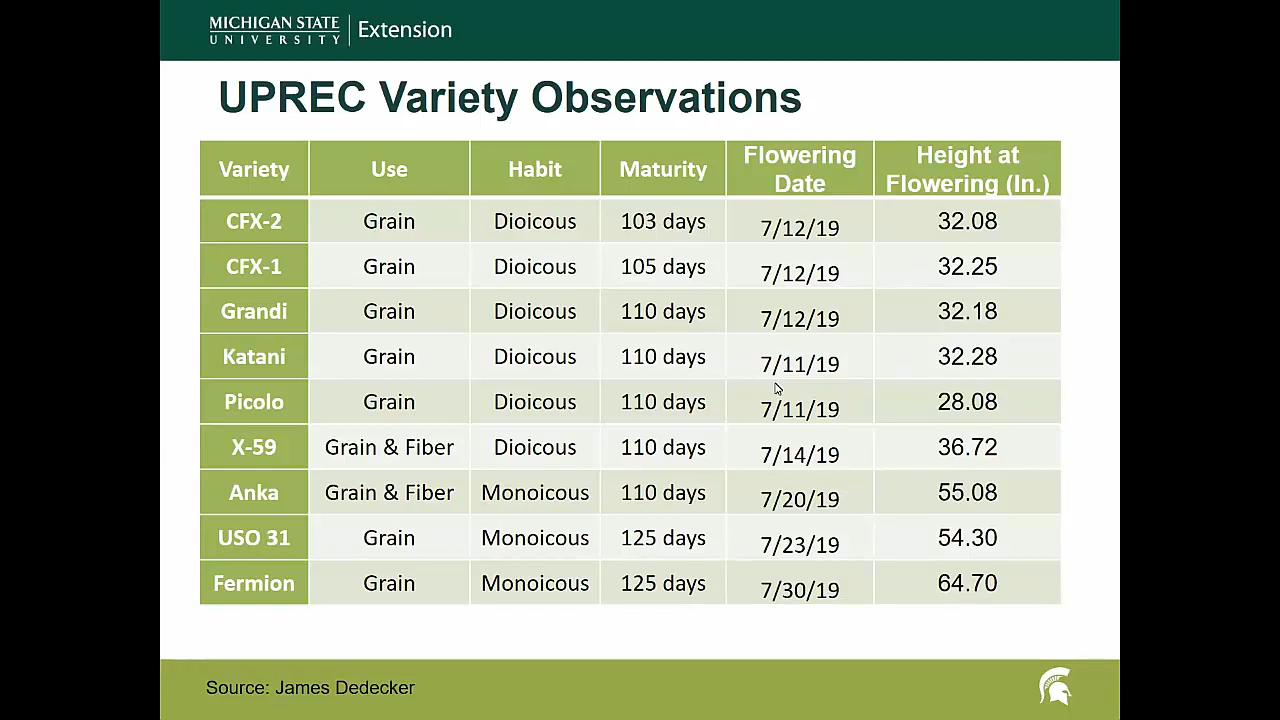 MICHIGAN STATE
UNIVERSITY
Extension
UPREC Variety Observations
Variety Use Habit Maturity Flowering Date Height at Flowering (In.)
CFX-2 Grain Dioicous 103 days 7/12/19 32.08
CFX-1 Grain Dioicous 105 days 7/12/19 32.25
Grandi Grain Dioicous 110 days 7/12/19 32.18
Katani Grain Dioicous 110 days 7/11/19 32.28
Picolo Grain Dioicous 110 days 7/11/19 28.08
X-59 Grain & Fiber Dioicous 110 days 7/14/19 36.72
Anka Grain & Fiber Monoicous 110 days 7/20/19 55.08
USO 31 Grain Monoicous 125 days 7/23/19 54.30
Fermion Grain Monoicous 125 days 7/30/19 64.70
Source: James Dedecker